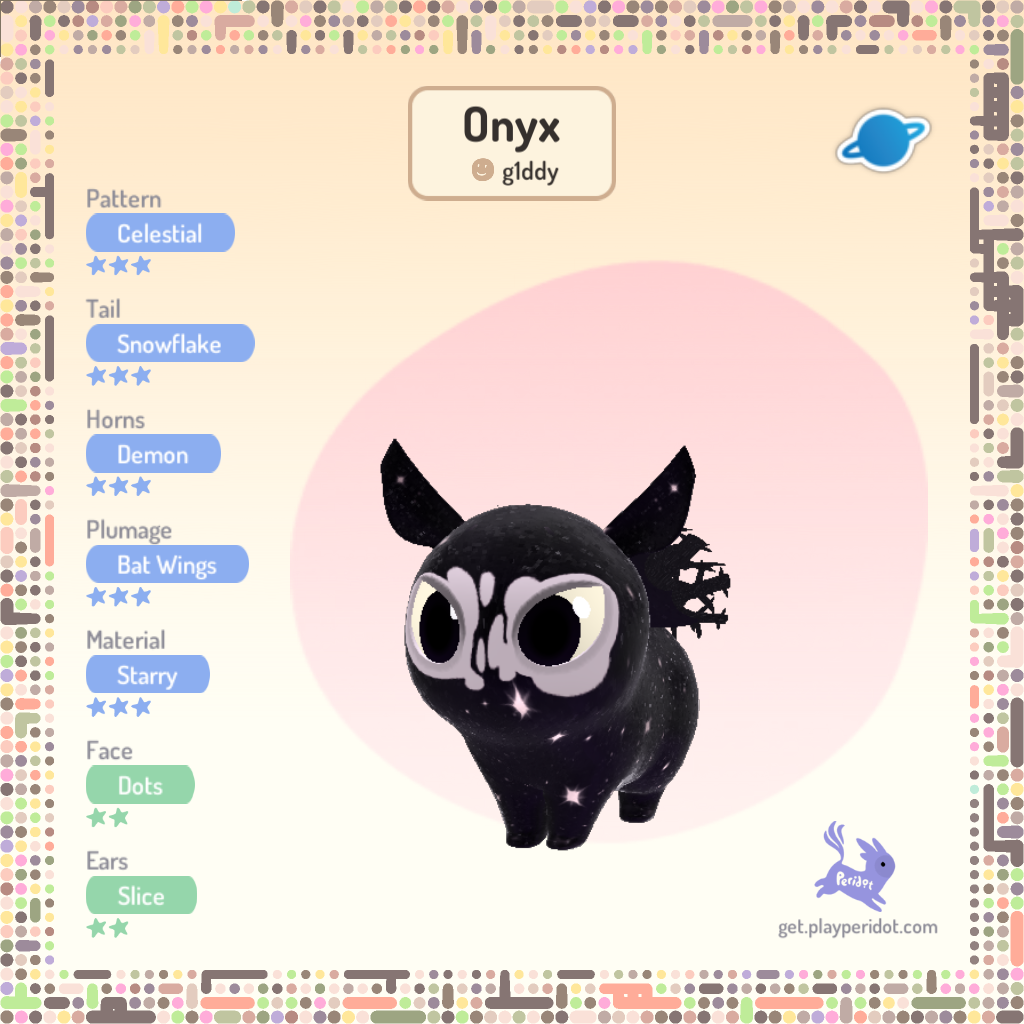 Onyx
g1ddy
Pattern
Celestial
Tail
Snowflake
Horns
Demon
Plumage
Bat Wings
Material
Starry
Face
Dots
Ears
Slice
Peridot
get.playperidot.com